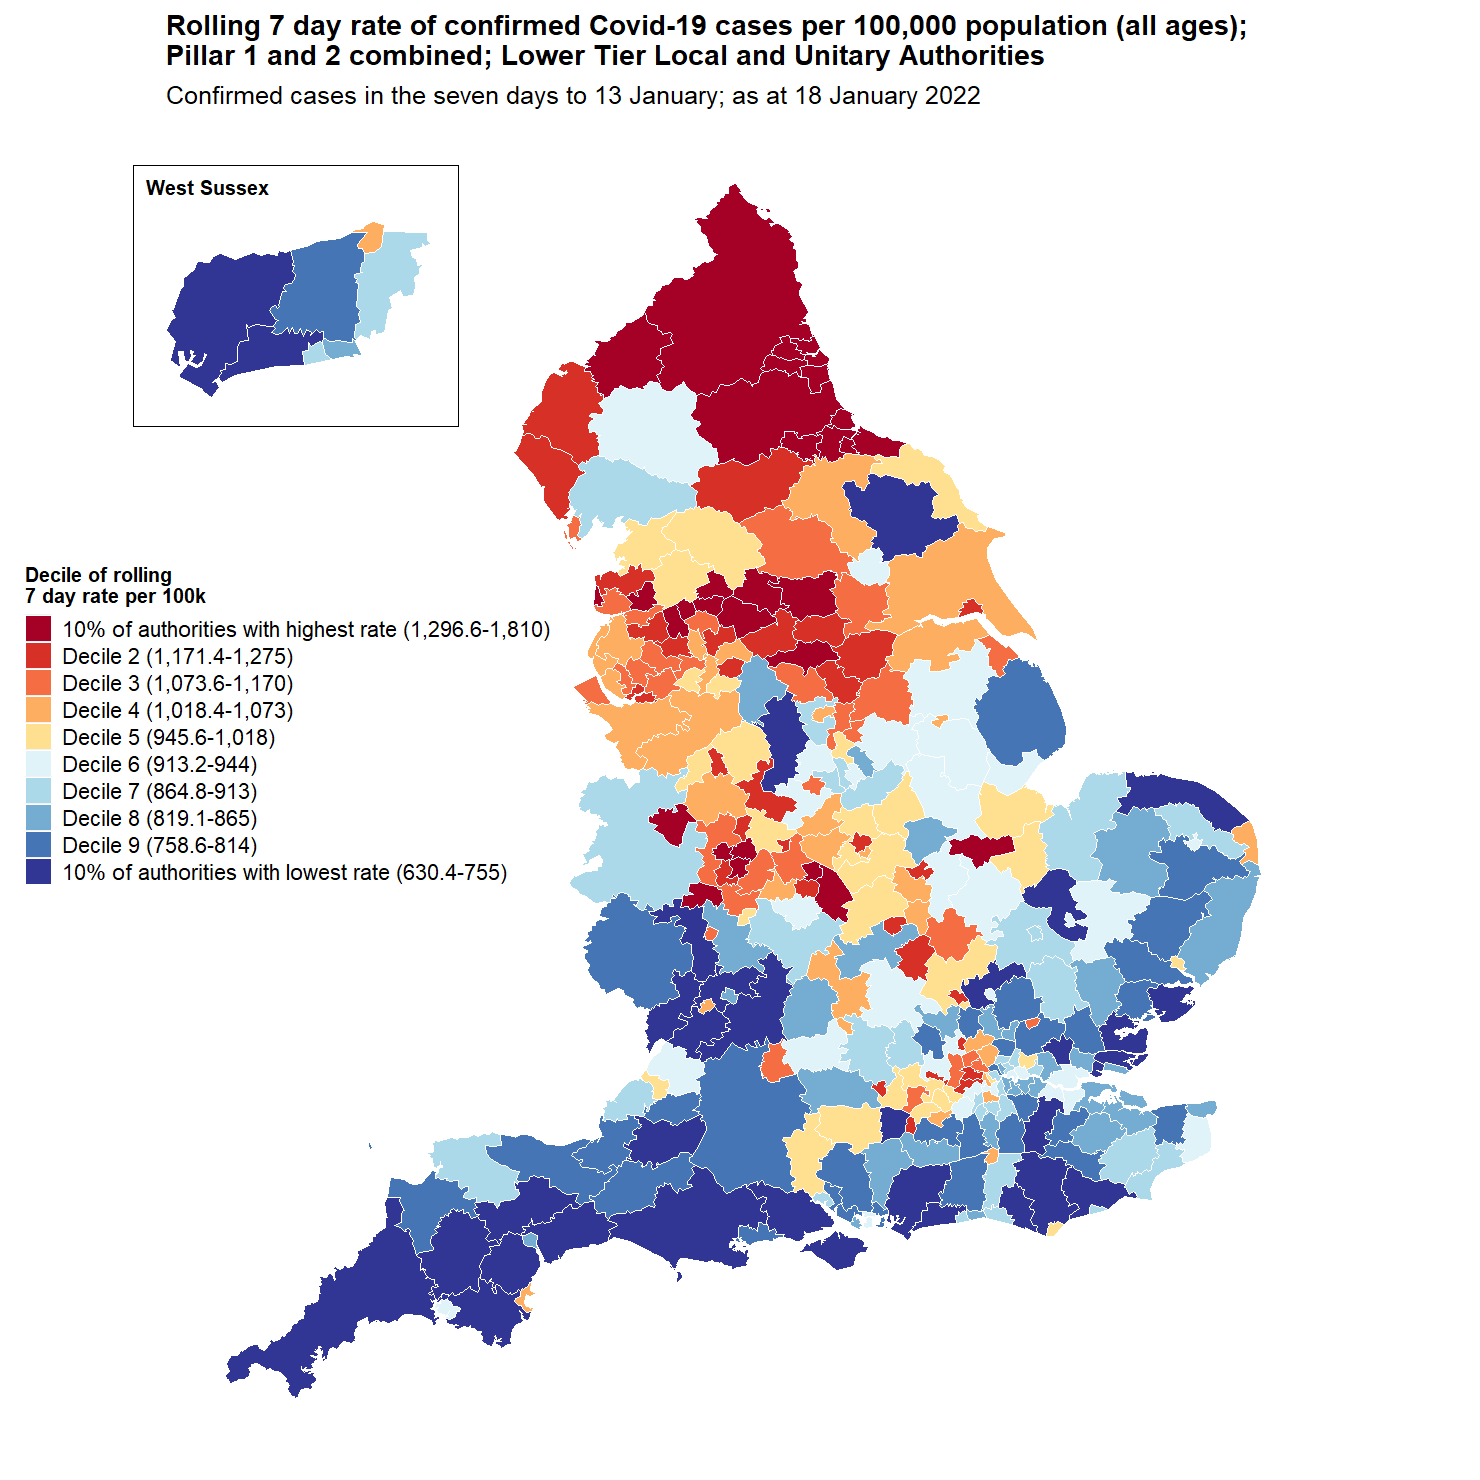 Rolling 7 day rate of confirmed Covid-19 cases per 100,000 population (all ages);
Pillar 1 and 2 combined; Lower Tier Local and Unitary Authorities
Confirmed cases in the seven days to 13 January; as at 18 January 2022
West Sussex
Decile of rolling
7 day rate per 100k
10% of authorities with highest rate (1,296.6-1,810)
Decile 2 (1,171.4-1,275)
Decile 3 (1,073.6-1,170)
Decile 4 (1,018.4-1,073)
Decile 5 (945.6-1,018)
Decile 6 (913.2-944)
Decile 7 (864.8-913)
Decile 8 (819.1-865)
Decile 9 (758.6-814)
10% of authorities with lowest rate (630.4-755)